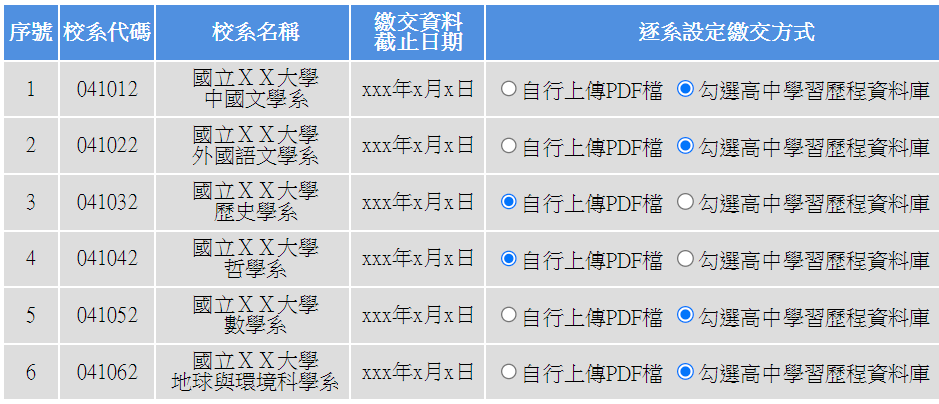 序號 校系代碼 校系名稱 繳交資料 截止日期 逐系設定繳交方式
1 041012 國立ＸＸ大學 中國文學系 xxx年x月x日 自行上傳PDF檔 勾選高中學習歷程資料庫
2 041022 國立ＸＸ大學 外國語文學系 xxx年x月x日 自行上傳PDF檔 勾選高中學習歷程資料庫
3 041032 國立ＸＸ大學 歷史學系 xxx年x月x日 自行上傳PDF檔 勾選高中學習歷程資料庫
4 041042 國立ＸＸ大學 哲學系 xxx年x月x日 自行上傳PDF檔 勾選高中學習歷程資料庫
5 041052 國立ＸＸ大學 數學系 xxx年x月x日 自行上傳PDF檔 勾選高中學習歷程資料庫
6 041062 國立ＸＸ大學 地球與環境科學系 xxx年x月x日 自行上傳PDF檔 勾選高中學習歷程資料庫